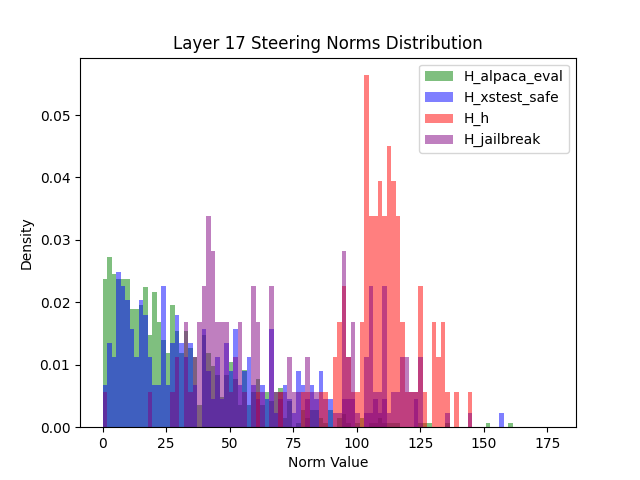 Layer 17 Steering Norms Distribution
H_alpaca_eval
H_xstest_safe
H_h
H_jailbreak
Density
0.05
0.04
0.03
0.02
0.01
0.00
0 25 50 75 100 125 150 175
Norm Value